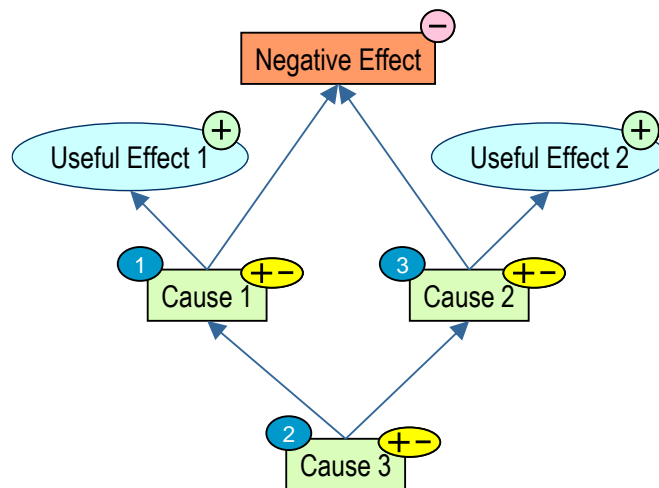 −
Negative Effect
+
+
Useful Effect 1
Useful Effect 2
1
+ −
3
+ −
Cause 1
Cause 2
2
+ −
Cause 3